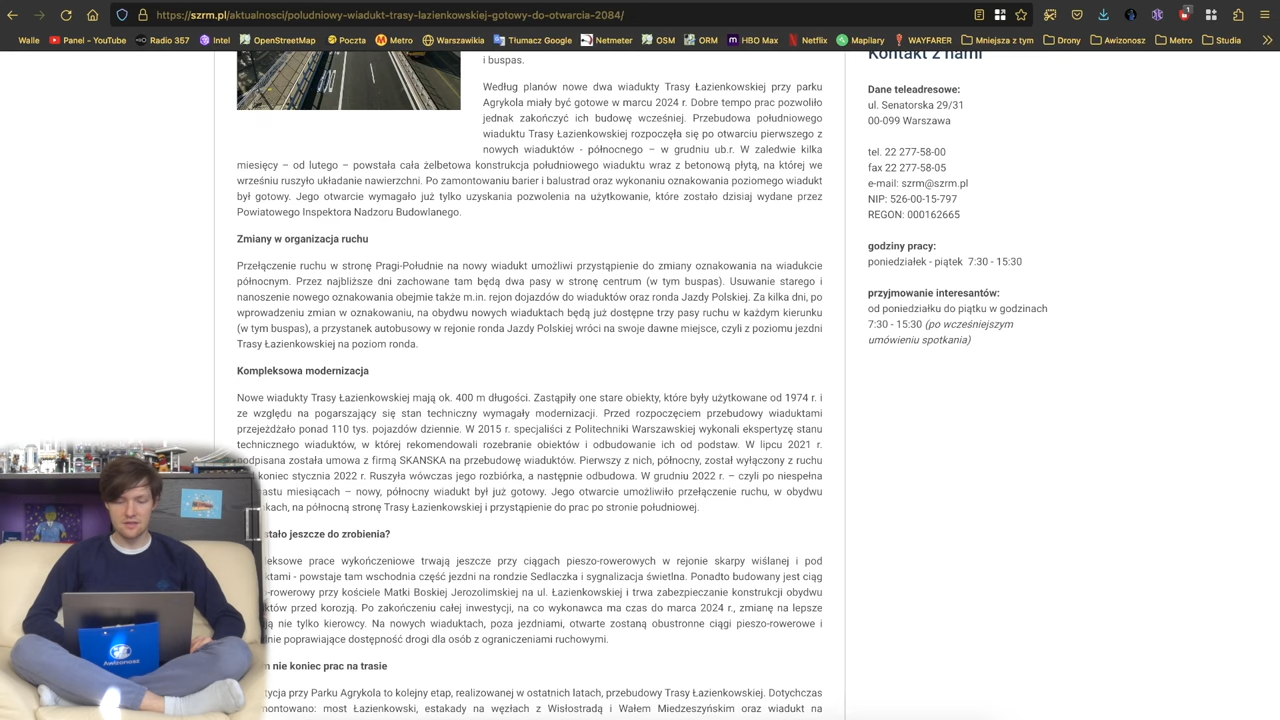 https://szrm.pl/aktualnosci/poludniowy-wiadukt-trasy-lazienkowskiej-gotowy-do-otwarcia-2084/
1
Walle Panel - YouTube Radio 357 Intel OpenStreetMap Poczta Metro Warszawikia Tłumacz Google Netmeter OSM ORM HBO Max Netflix Mapilary WAYFARER Mniejsza z tym Drony Awizonosz Metro Studia
i buspas.
Według planów nowe dwa wiadukty Trasy Łazienkowskiej przy parku
Agrykola miały być gotowe w marcu 2024 r. Dobre tempo prac pozwoliło
jednak zakończyć ich budowę wcześniej. Przebudowa południowego
wiaduktu Trasy Łazienkowskiej rozpoczęła się po otwarciu pierwszego z
nowych wiaduktów - północnego – w grudniu ub.r. W zaledwie kilka
miesięcy – od lutego – powstała cała żelbetowa konstrukcja południowego wiaduktu wraz z betonową płytą, na której we
wrześniu ruszyło układanie nawierzchni. Po zamontowaniu barier i balustrad oraz wykonaniu oznakowania poziomego wiadukt
był gotowy. Jego otwarcie wymagało już tylko uzyskania pozwolenia na użytkowanie, które zostało dzisiaj wydane przez
Powiatowego Inspektora Nadzoru Budowlanego.
Zmiany w organizacja ruchu
Przełączenie ruchu w stronę Pragi-Południe na nowy wiadukt umożliwi przystąpienie do zmiany oznakowania na wiadukcie
północnym. Przez najbliższe dni zachowane tam będą dwa pasy w stronę centrum (w tym buspas). Usuwanie starego i
nanoszenie nowego oznakowania obejmie także m.in. rejon dojazdów do wiaduktów oraz ronda Jazdy Polskiej. Za kilka dni, po
wprowadzeniu zmian w oznakowaniu, na obydwu nowych wiaduktach będą już dostępne trzy pasy ruchu w każdym kierunku
(w tym buspas), a przystanek autobusowy w rejonie ronda Jazdy Polskiej wróci na swoje dawne miejsce, czyli z poziomu jezdni
Trasy Łazienkowskiej na poziom ronda.
Kompleksowa modernizacja
Nowe wiadukty Trasy Łazienkowskiej mają ok. 400 m długości. Zastąpiły one stare obiekty, które były użytkowane od 1974 r. i
ze względu na pogarszający się stan techniczny wymagały modernizacji. Przed rozpoczęciem przebudowy wiaduktami
przejeżdżało ponad 110 tys. pojazdów dziennie. W 2015 r. specjaliści z Politechniki Warszawskiej wykonali ekspertyzę stanu
technicznego wiaduktów, w której rekomendowali rozebranie obiektów i odbudowanie ich od podstaw. W lipcu 2021 r.
podpisana została umowa z firmą SKANSKA na przebudowę wiaduktów. Pierwszy z nich, północny, został wyłączony z ruchu
koniec stycznia 2022 r. Ruszyła wówczas jego rozbiórka, a następnie odbudowa. W grudniu 2022 r. – czyli po niespełna
astu miesiącach – nowy, północny wiadukt był już gotowy. Jego otwarcie umożliwiło przełączenie ruchu, w obydwu
kach, na północną stronę Trasy Łazienkowskiej i przystąpienie do prac po stronie południowej.
stało jeszcze do zrobienia?
eksowe prace wykończeniowe trwają jeszcze przy ciągach pieszo-rowerowych w rejonie skarpy wiślanej i pod
ktami - powstaje tam wschodnia część jezdni na rondzie Sedlaczka i sygnalizacja świetlna. Ponadto budowany jest ciąg
-rowerowy przy kościele Matki Boskiej Jerozolimskiej na ul. Łazienkowskiej i trwa zabezpieczanie konstrukcji obydwu
któw przed korozją. Po zakończeniu całej inwestycji, na co wykonawca ma czas do marca 2024 r., zmianę na lepsze
ją nie tylko kierowcy. Na nowych wiaduktach, poza jezdniami, otwarte zostaną obustronne ciągi pieszo-rowerowe i
lnie poprawiające dostępność drogi dla osób z ograniczeniami ruchowymi.
m nie koniec prac na trasie
tycja przy Parku Agrykola to kolejny etap, realizowanej w ostatnich latach, przebudowy Trasy Łazienkowskiej. Dotychczas
montowano: most Łazienkowski, estakady na węzłach z Wisłostradą i Wałem Miedzeszyńskim oraz wiadukt na
Kontakt z nami
Dane teleadresowe:
ul. Senatorska 29/31
00-099 Warszawa
tel. 22 277-58-00
fax 22 277-58-05
e-mail: szrm@szrm.pl
NIP: 526-00-15-797
REGON: 000162665
godziny pracy:
poniedziałek - piątek 7:30 - 15:30
przyjmowanie interesantów:
od poniedziałku do piątku w godzinach
7:30 - 15:30 (po wcześniejszym
umówieniu spotkania)
Awizonosz